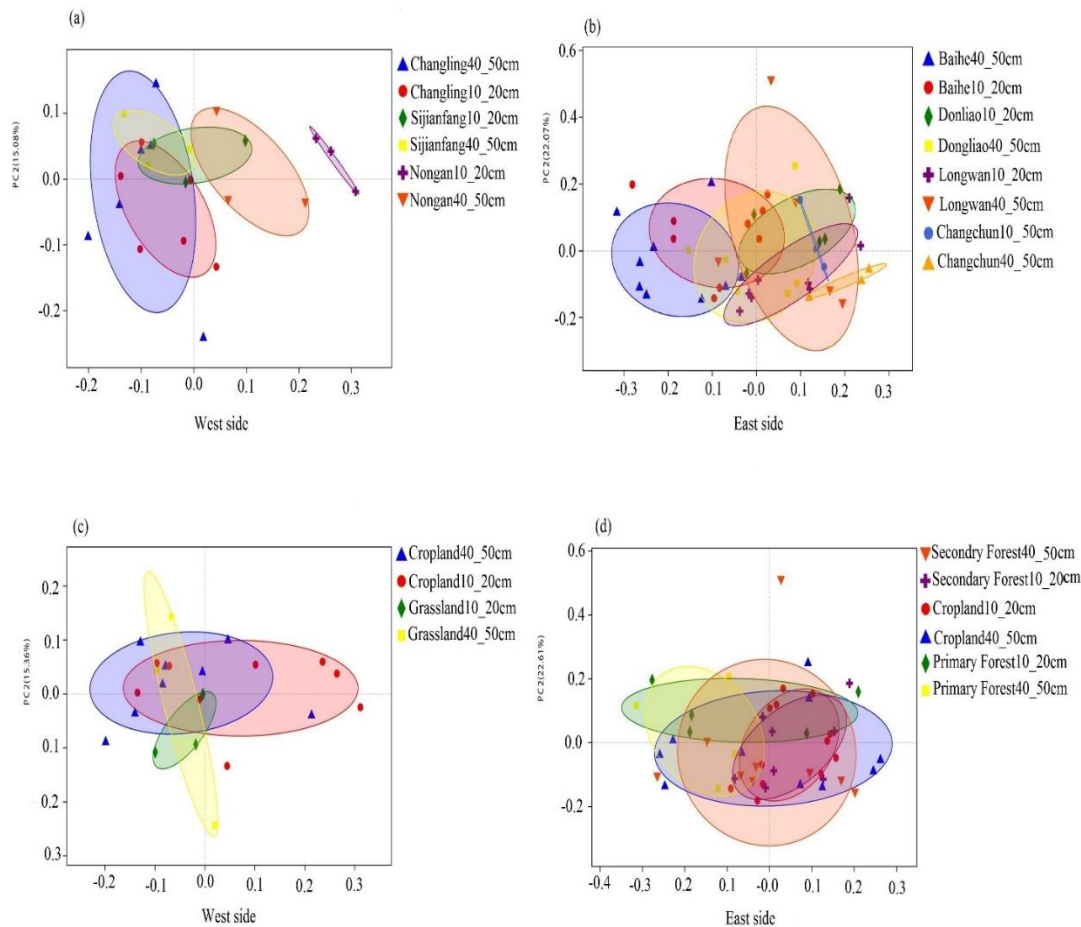 (a)
PC2(15.08%)
0.1
0.0
-0.1
-0.2
-0.2
-0.1
0.0
0.1
0.2
0.3
West side
Changling40_50cm
Changling10_20cm
Sijianfang10_20cm
Sijianfang40_50cm
Nongan10_20cm
Nongan40_50cm
(b)
PC2(22.07%)
0.6
0.4
0.2
0.0
-0.2
-0.3
0.2
0.1
-0.0
0.1
0.2
0.3
East side
Baihe40_50cm
Baihe10_20cm
Donliao10_20cm
Dongliao40_50cm
Longwan10_20cm
Longwan40_50cm
Changchun10_50cm
Changchun40_50cm
(c)
PC2(15.36%)
0.2
0.1
0.0
0.1
0.2
0.3
-0.2
-0.1
0.0
0.1
0.2
0.3
West side
Cropland40_50cm
Cropland10_20cm
Grassland10_20cm
Grassland40_50cm
(d)
PC2(22.61%)
0.6
0.4
0.2
0.0
-0.2
-0.4
0.3
0.2
0.1
-0.0
0.1
0.2
0.3
East side
Secondry Forest40_50cm
Secondary Forest10_20cm
Cropland10_20cm
Cropland40_50cm
Primary Forest10_20cm
Primary Forest40_50cm